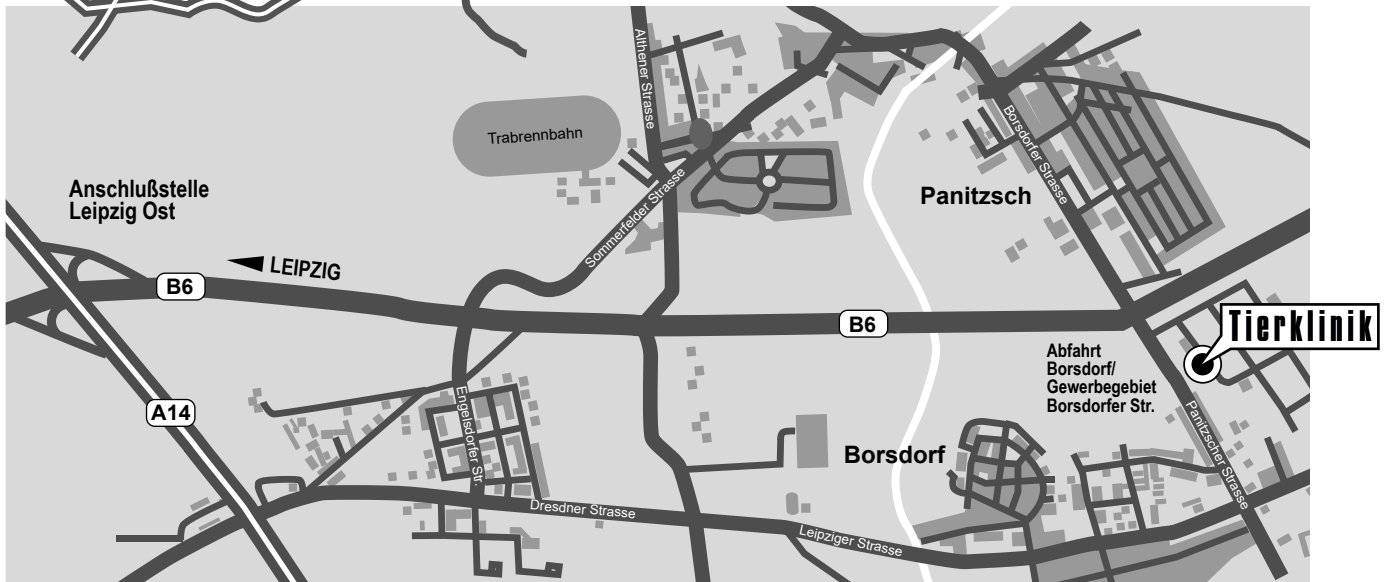 Althener Strasse
Trabrennbahn
Borsdorfer Strasse
Anschlußstelle
Leipzig Ost
Panitzsch
Sommerfelder Strasse
LEIPZIG
B6
B6
Tierklinik
Abfahrt
Borsdorf/
Gewerbegebiet
Borsdorfer Str.
A14
Engelsdorfer Str.
Panitzscher Strasse
Borsdorf
Dresdner Strasse
Leipziger Strasse